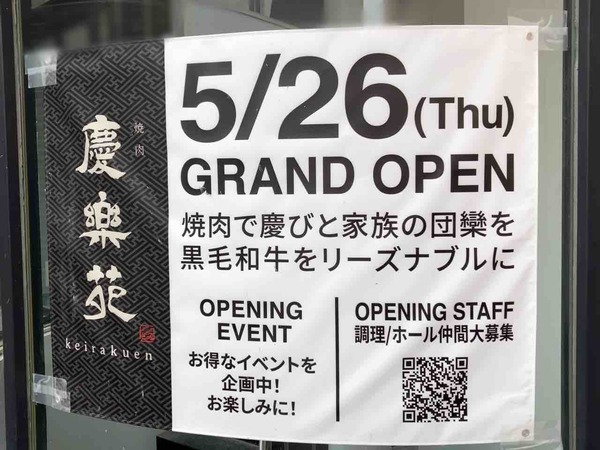 焼肉
慶樂苑
keirakuen
5/26(Thu)
GRAND OPEN
焼肉で慶びと家族の団欒を
黒毛和牛をリーズナブルに
OPENING
EVENT
お得なイベントを
企画中!
お楽しみに!
OPENING STAFF
調理/ホール仲間大募集